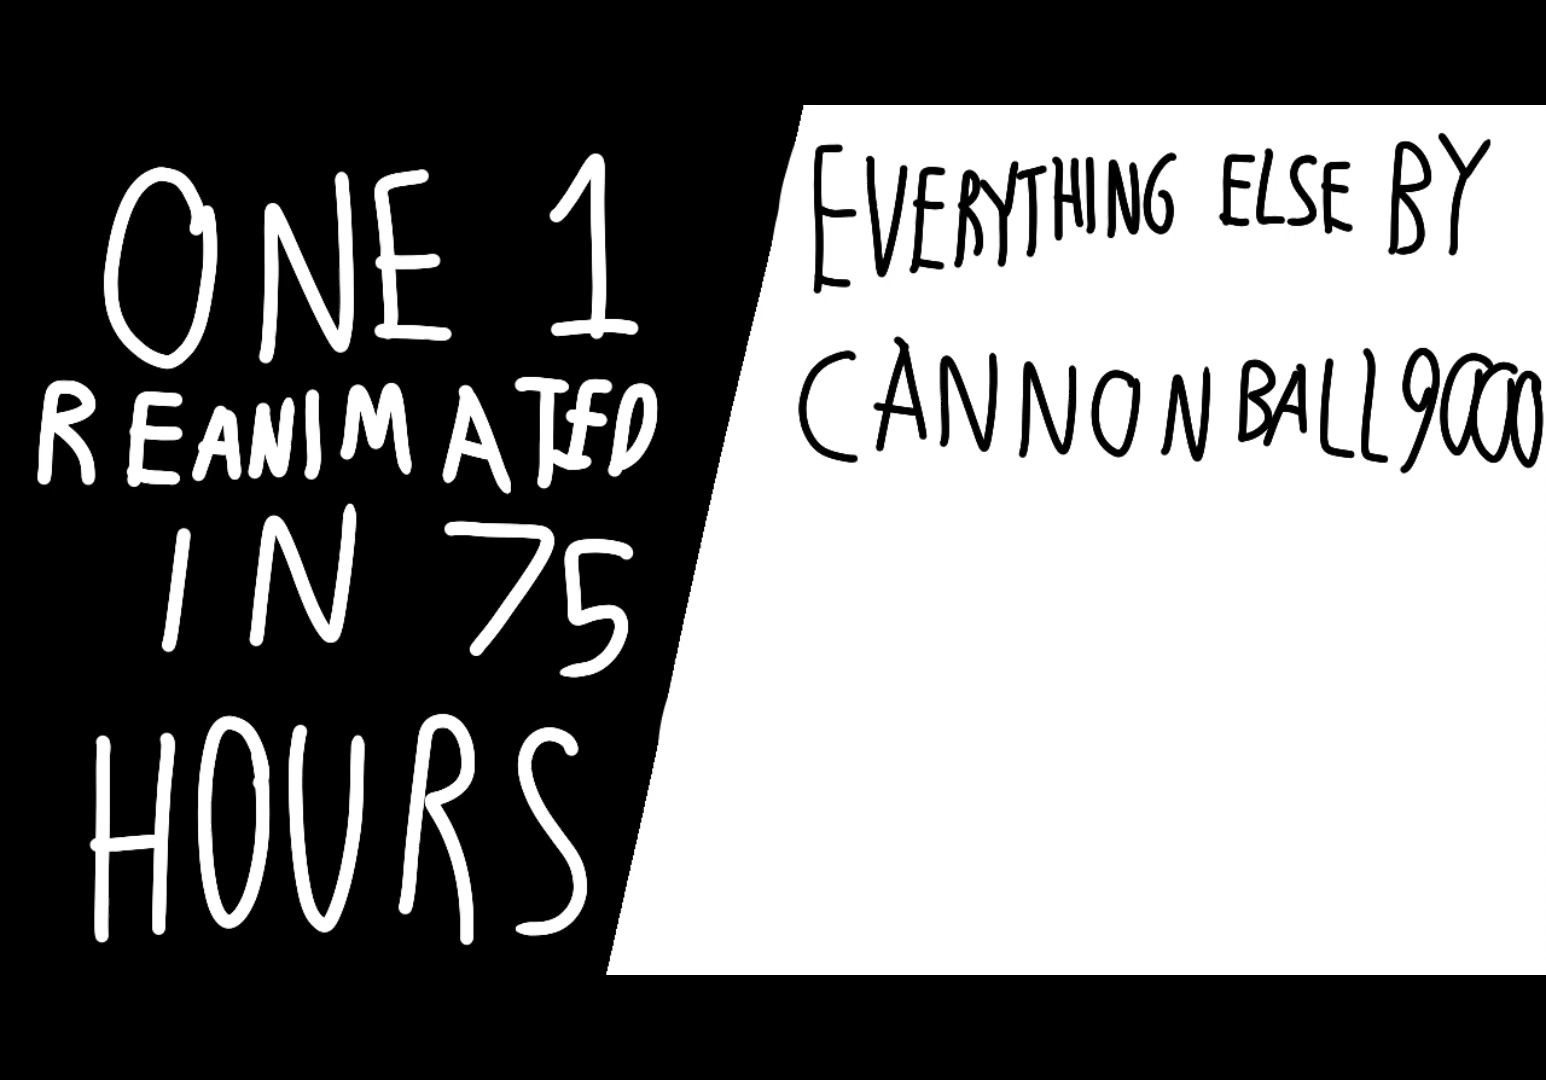 ONE 1
REANIMATED
IN 75
HOURS
EVERYTHING ELSE BY
CANNONBALL9000